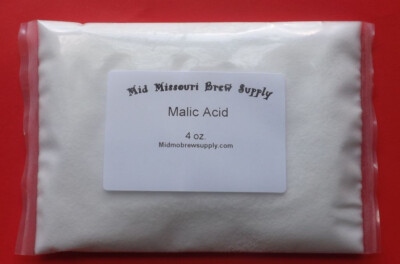 Mid Missouri Brew Supply
Malic Acid
4 oz.
Midmobrewsupply.com